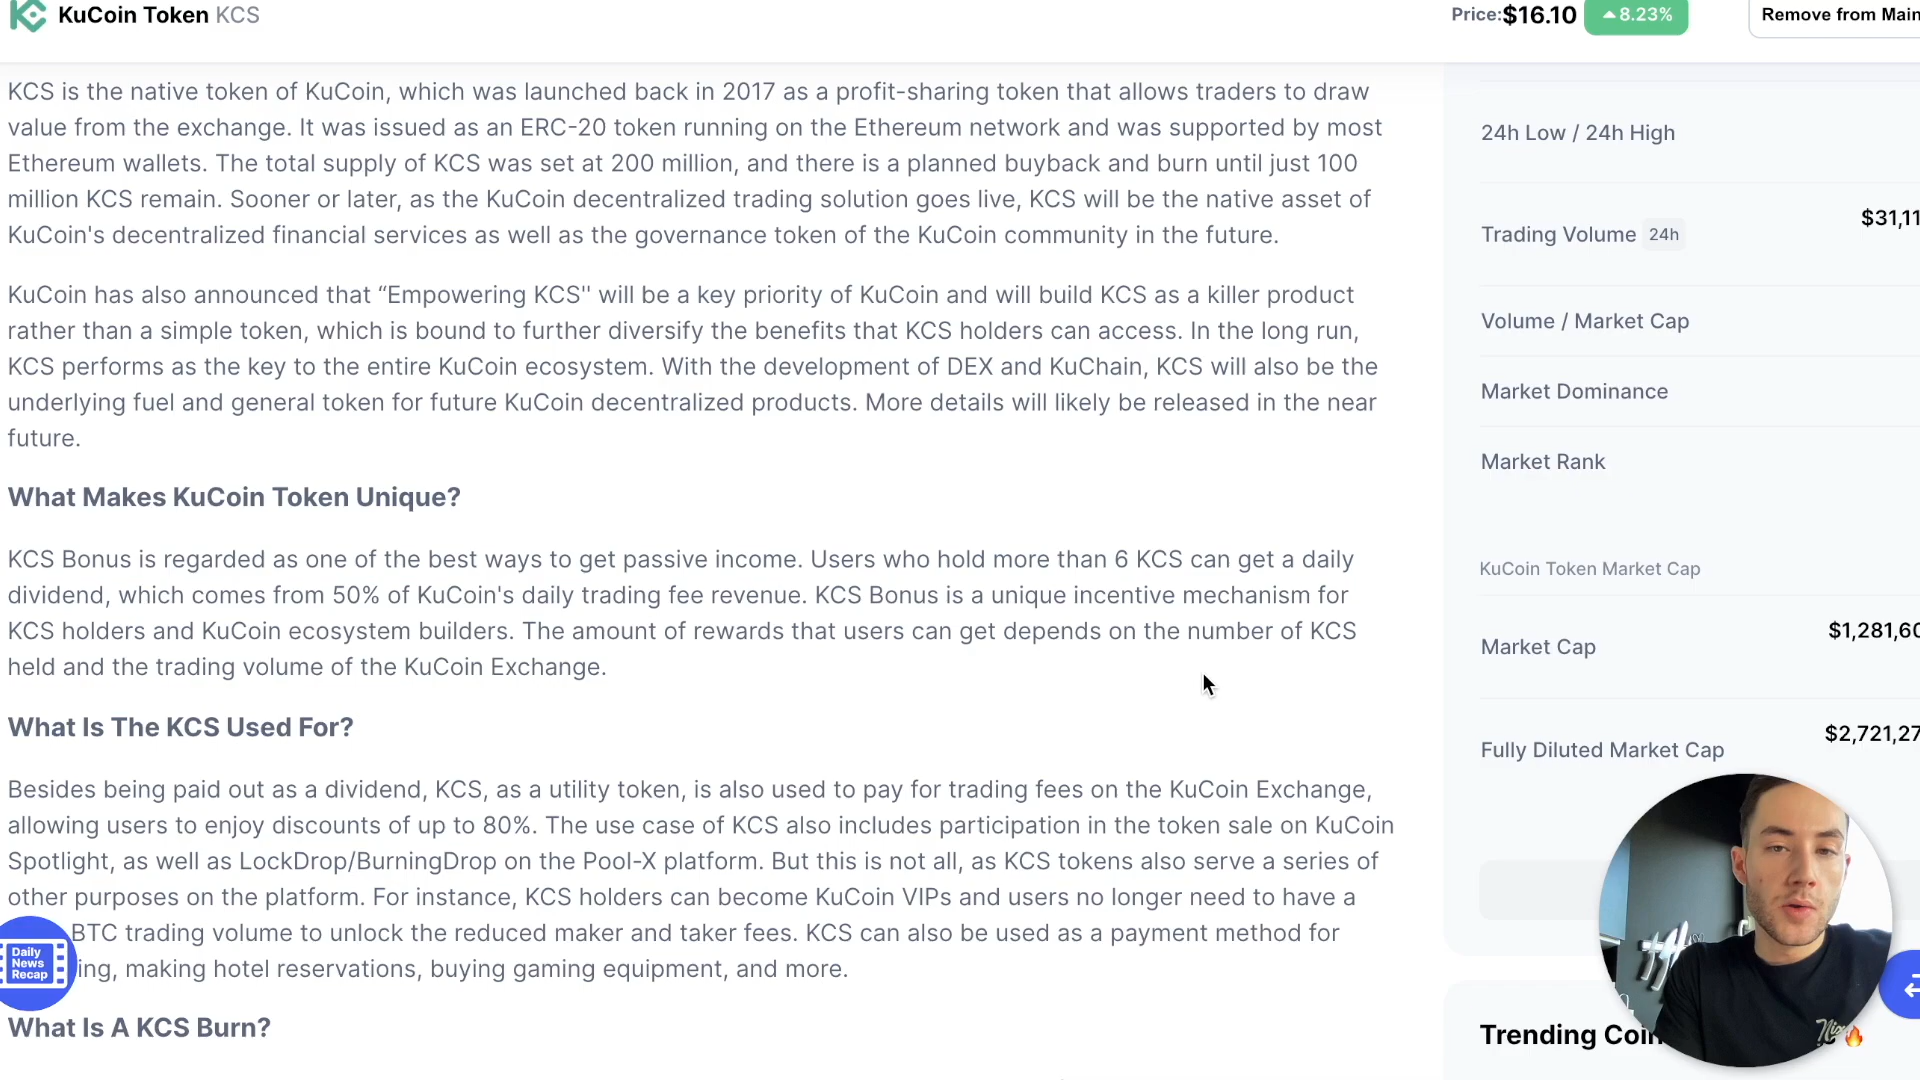 KuCoin Token KCS
Price:$16.10 8.23% Remove from Main
KCS is the native token of KuCoin, which was launched back in 2017 as a profit-sharing token that allows traders to draw
value from the exchange. It was issued as an ERC-20 token running on the Ethereum network and was supported by most
Ethereum wallets. The total supply of KCS was set at 200 million, and there is a planned buyback and burn until just 100
million KCS remain. Sooner or later, as the KuCoin decentralized trading solution goes live, KCS will be the native asset of
KuCoin's decentralized financial services as well as the governance token of the KuCoin community in the future.
KuCoin has also announced that “Empowering KCS'' will be a key priority of KuCoin and will build KCS as a killer product
rather than a simple token, which is bound to further diversify the benefits that KCS holders can access. In the long run,
KCS performs as the key to the entire KuCoin ecosystem. With the development of DEX and KuChain, KCS will also be the
underlying fuel and general token for future KuCoin decentralized products. More details will likely be released in the near
future.
What Makes KuCoin Token Unique?
KCS Bonus is regarded as one of the best ways to get passive income. Users who hold more than 6 KCS can get a daily
dividend, which comes from 50% of KuCoin's daily trading fee revenue. KCS Bonus is a unique incentive mechanism for
KCS holders and KuCoin ecosystem builders. The amount of rewards that users can get depends on the number of KCS
held and the trading volume of the KuCoin Exchange.
What Is The KCS Used For?
Besides being paid out as a dividend, KCS, as a utility token, is also used to pay for trading fees on the KuCoin Exchange,
allowing users to enjoy discounts of up to 80%. The use case of KCS also includes participation in the token sale on KuCoin
Spotlight, as well as LockDrop/BurningDrop on the Pool-X platform. But this is not all, as KCS tokens also serve a series of
other purposes on the platform. For instance, KCS holders can become KuCoin VIPs and users no longer need to have a
BTC trading volume to unlock the reduced maker and taker fees. KCS can also be used as a payment method for
ing, making hotel reservations, buying gaming equipment, and more.
What Is A KCS Burn?
Daily
News
Recap
24h Low / 24h High
Trading Volume 24h $31,11
Volume / Market Cap
Market Dominance
Market Rank
KuCoin Token Market Cap
Market Cap $1,281,60
Fully Diluted Market Cap $2,721,27
Trending Coin